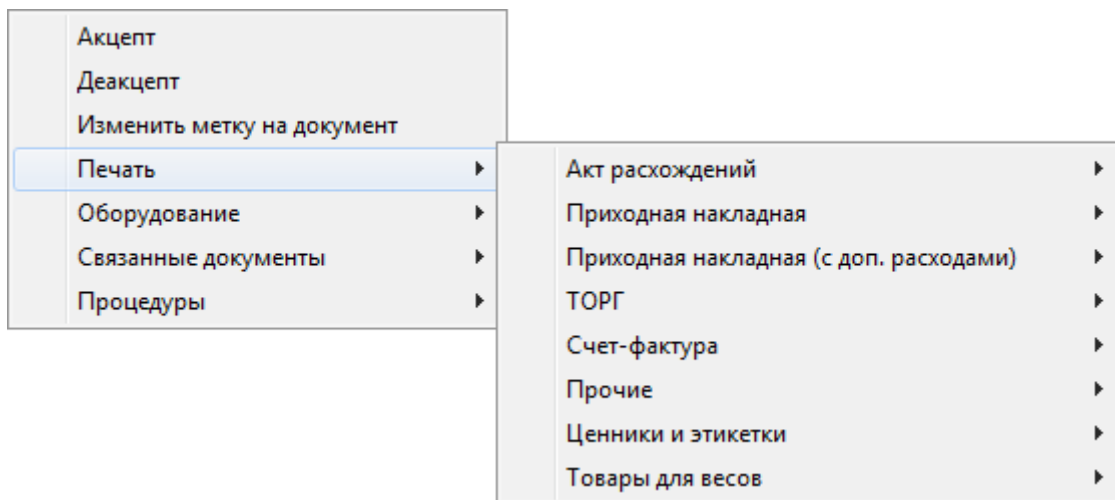 Акцепт
Деакцепт
Изменить метку на документ
Печать
Оборудование
Связанные документы
Процедуры
Акт расхождений
Приходная накладная
Приходная накладная (с доп. расходами)
ТОРГ
Счет-фактура
Прочие
Ценники и этикетки
Товары для весов